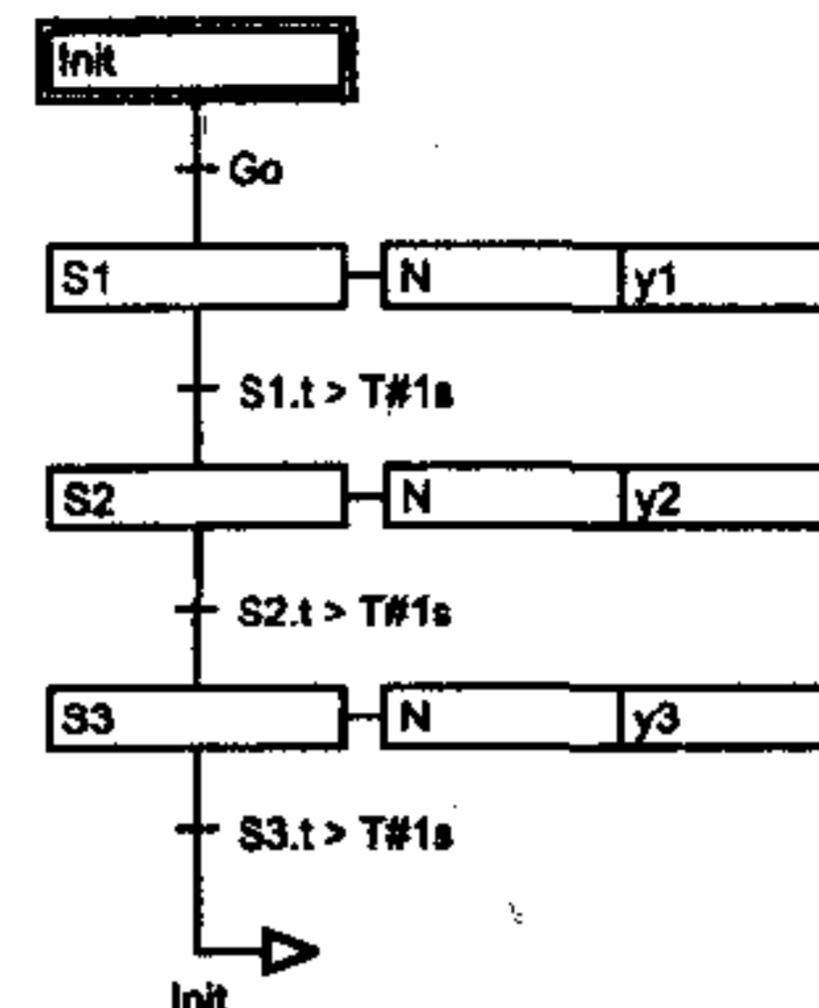 Init
Go
S1 N y1
S1.t > T#1s
S2 N y2
S2.t > T#1s
S3 N y3
S3.t > T#1s
Init